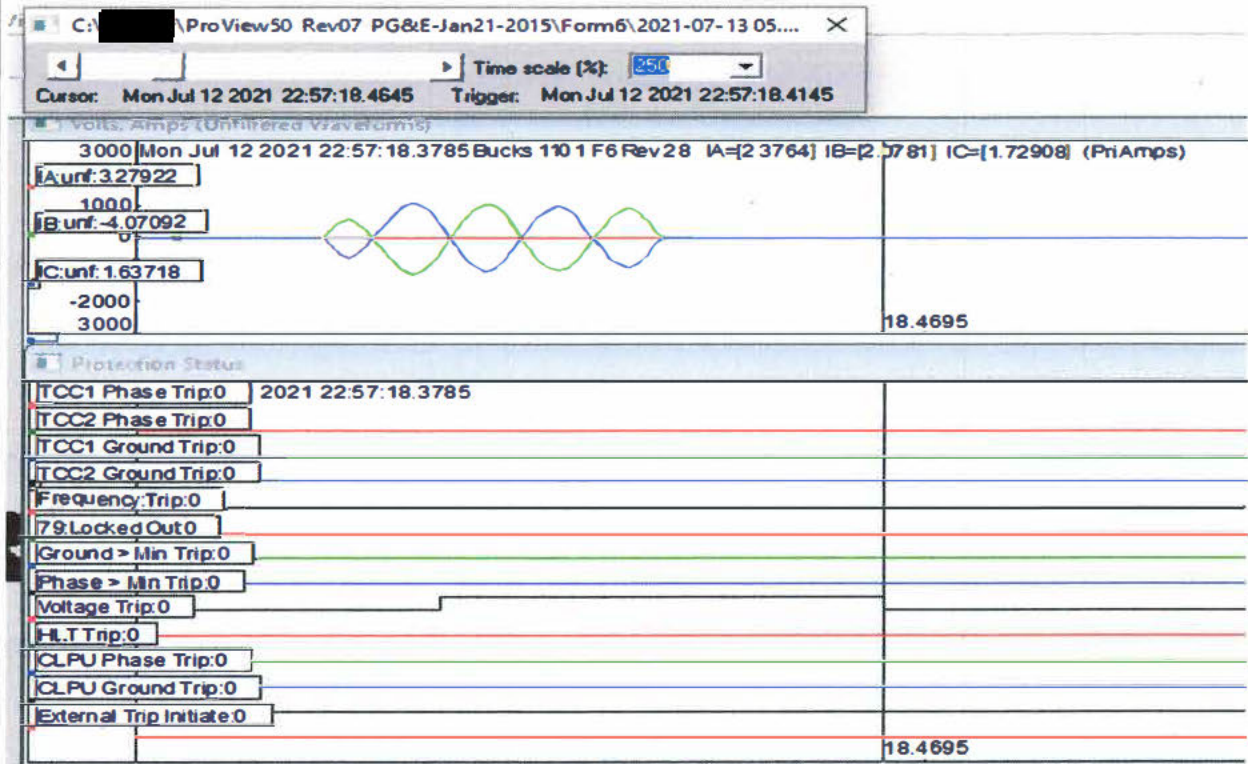 C:\ \ProView50 Rev07 PG&E-Jan21-2015\Form6\2021-07-13 05....
Time scale (%): 250
Cursor: Mon Jul 12 2021 22:57:18.4645 Trigger: Mon Jul 12 2021 22:57:18.4145
Volts, Amps (Unfiltered Waveforms)
3000 Mon Jul 12 2021 22:57:18.3785 Bucks 1101 F6 Rev28 IA=[2 3764] IB=[2. 0781] IC=[1.72908] (PriAmps)
IA:unf:3.27922
1000
IB:unf:-4.07092
0
IC:unf:1.63718
-2000
3000
18.4695
Protection Status
TCC1 Phase Trip:0 2021 22:57:18.3785
TCC2 Phase Trip:0
TCC1 Ground Trip:0
TCC2 Ground Trip:0
Frequency:Trip:0
79:Locked Out:0
Ground > Min Trip:0
Phase > Min Trip:0
Voltage Trip:0
HLT Trip:0
CLPU Phase Trip:0
CLPU Ground Trip:0
External Trip Initiate:0
18.4695